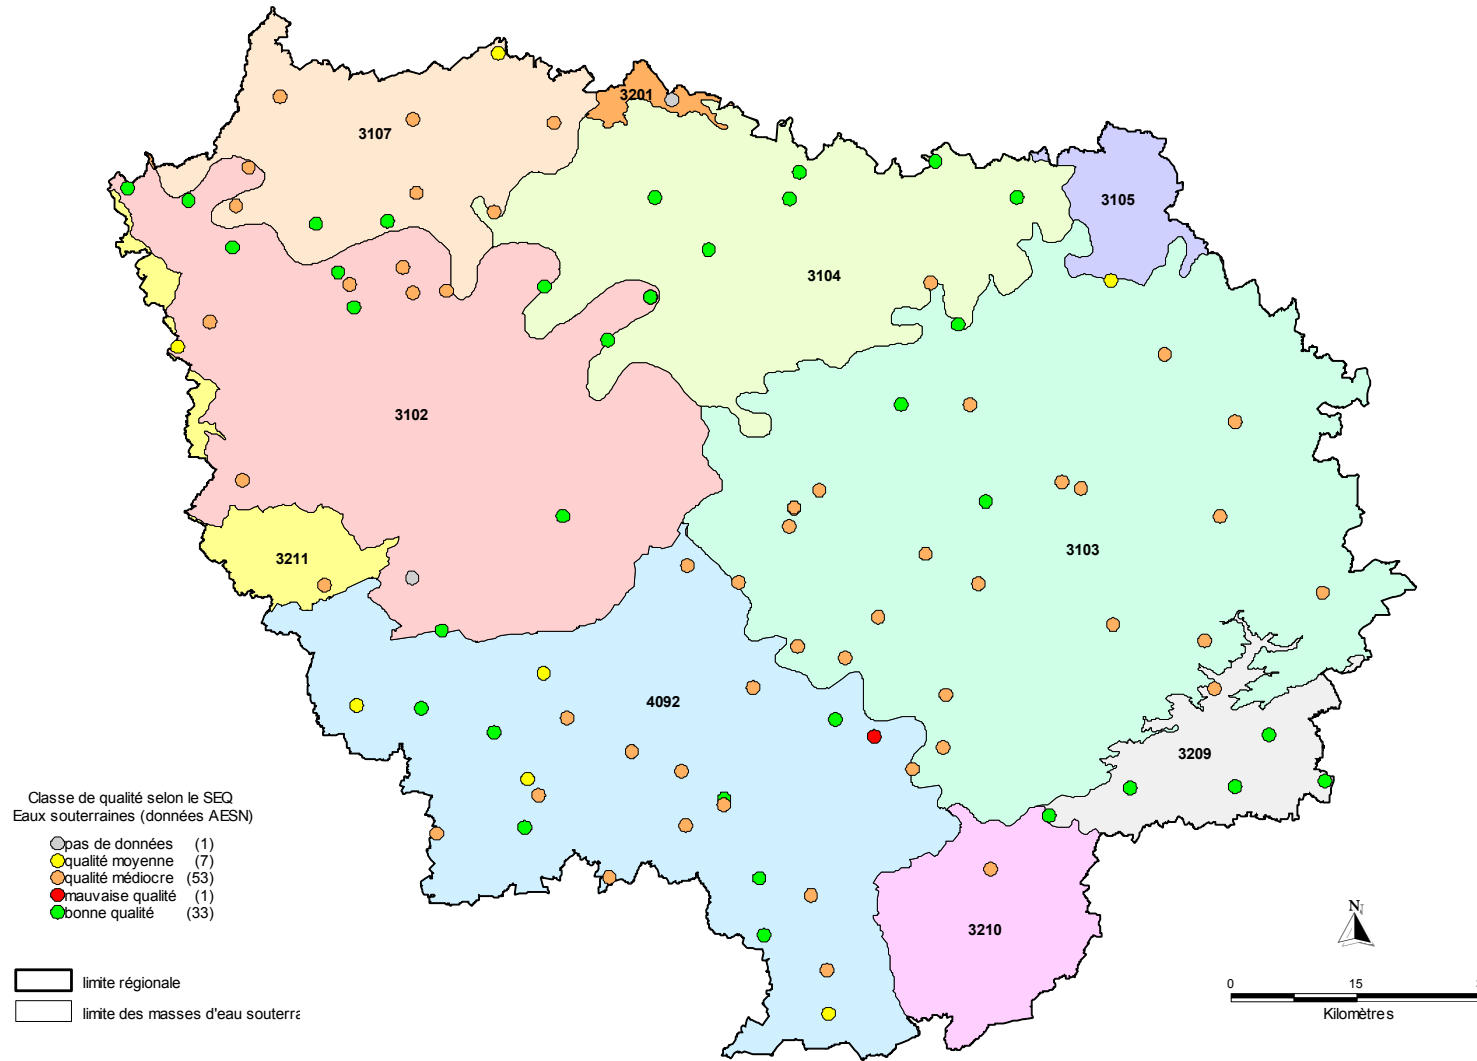 3201
3107
3105
3104
3102
3211
3103
4092
3209
3210
Classe de qualité selon le SEQ
Eaux souterraines (données AESN)
pas de données (1)
qualité moyenne (7)
qualité médiocre (53)
mauvaise qualité (1)
bonne qualité (33)
limite régionale
limite des masses d'eau souterra
N
0 15 3
Kilomètres